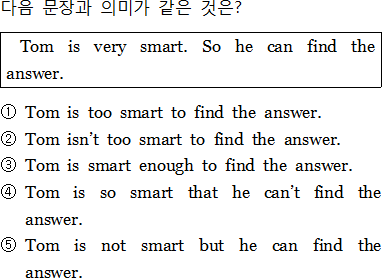 다음 문장과 의미가 같은 것은?
Tom is very smart. So he can find the
answer.
① Tom is too smart to find the answer.
② Tom isn’t too smart to find the answer.
③ Tom is smart enough to find the answer.
④ Tom is so smart that he can’t find the
answer.
⑤ Tom is not smart but he can find the
answer.